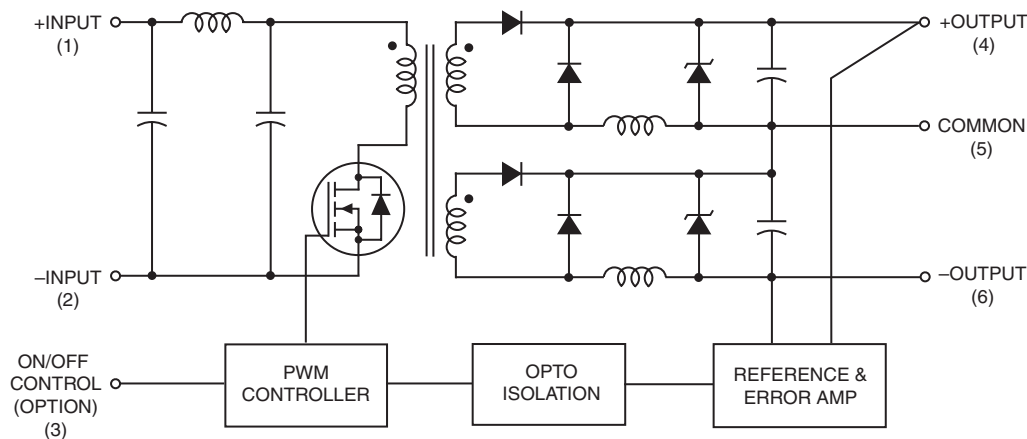 +INPUT
(1)
+OUTPUT
(4)
COMMON
(5)
–INPUT
(2)
–OUTPUT
(6)
ON/OFF
CONTROL
(OPTION)
(3)
PWM
CONTROLLER
OPTO
ISOLATION
REFERENCE &
ERROR AMP